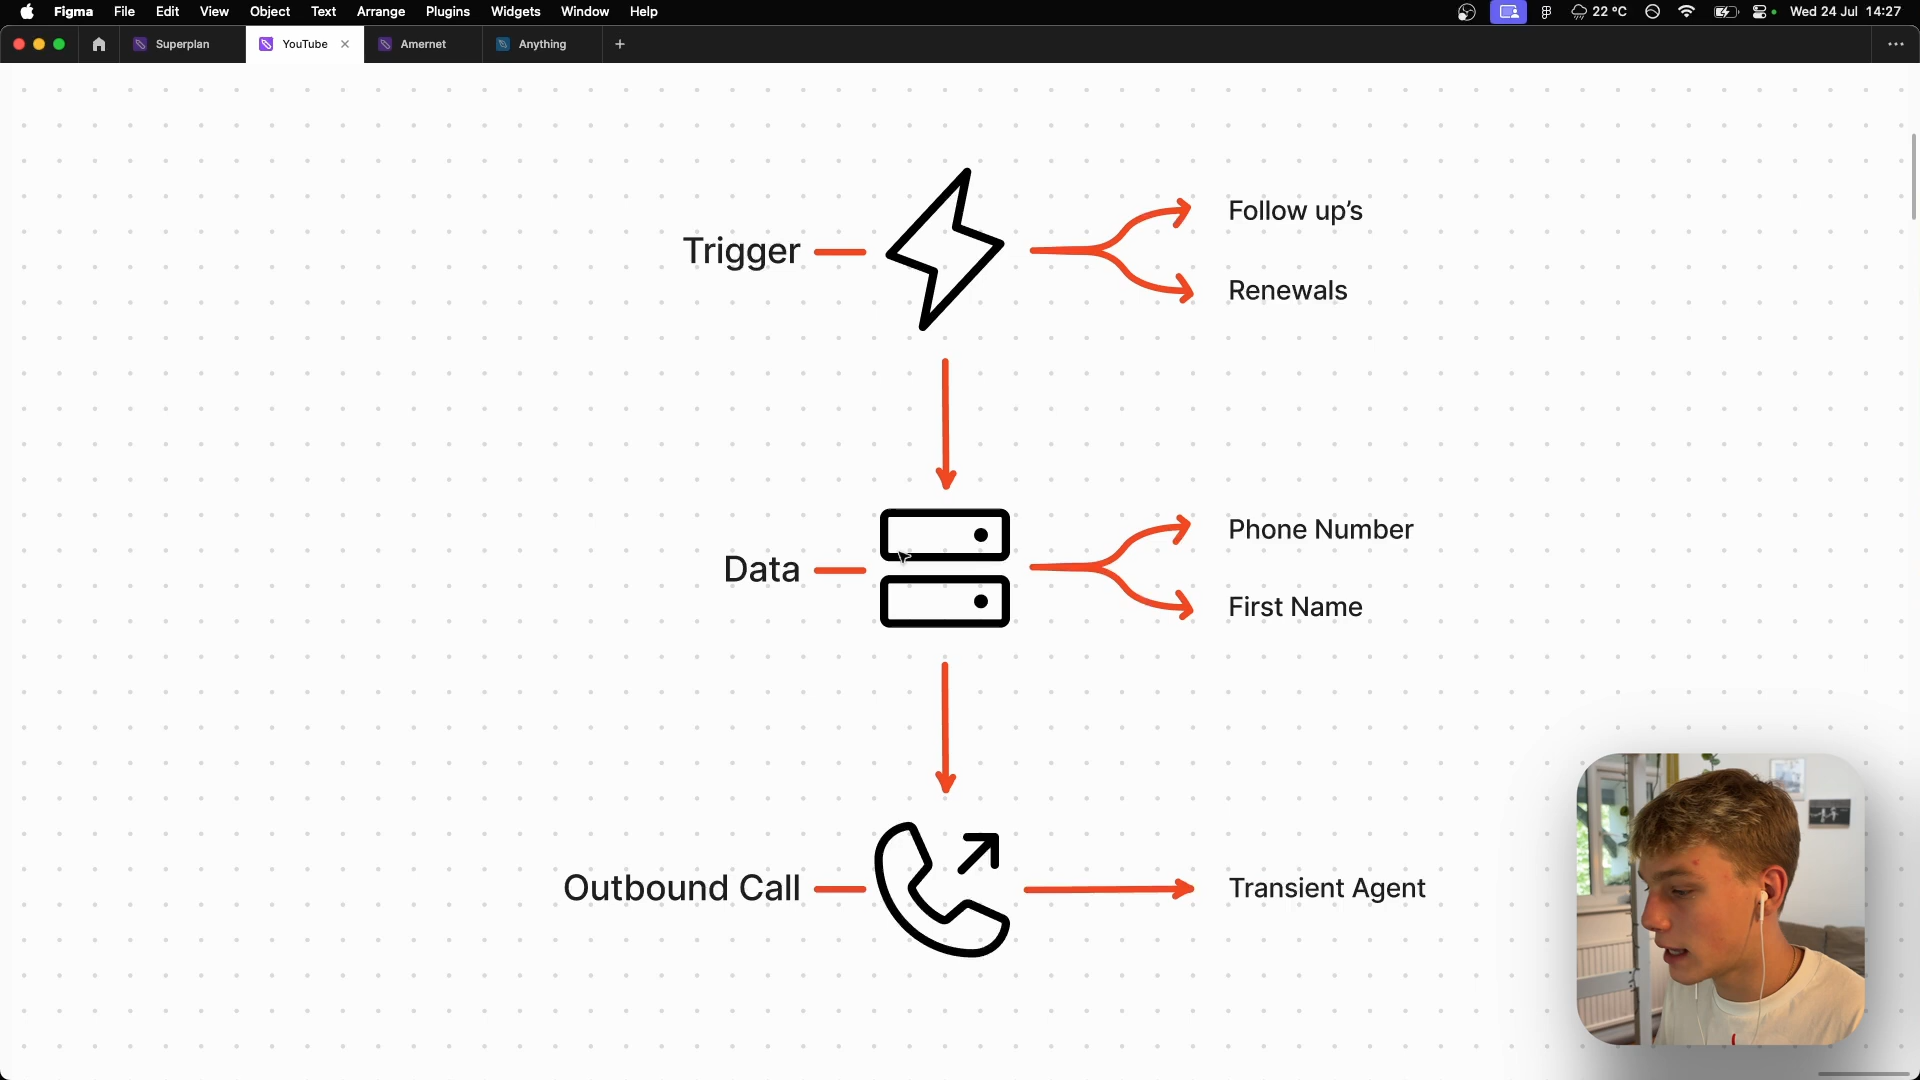 Figma File Edit View Object Text Arrange Plugins Widgets Window Help 22 °C Wed 24 Jul 14:27
Superplan YouTube Amernet Anything
Follow up’s
Trigger
Renewals
Phone Number
Data
First Name
Outbound Call
Transient Agent